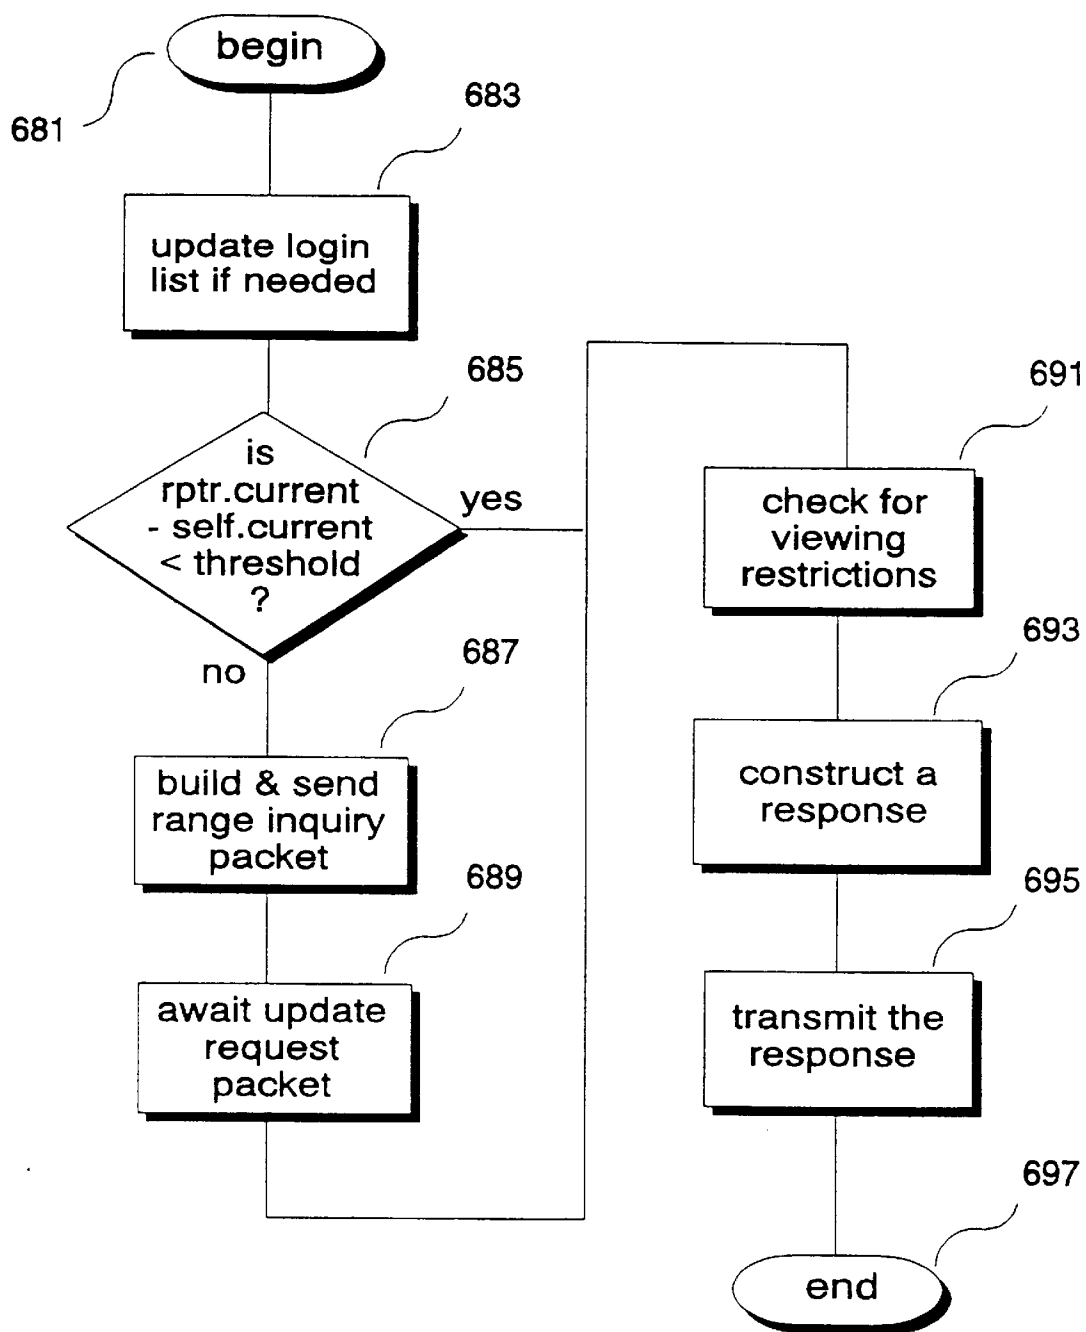 begin
681
683
update login
list if needed
685
is
rptr.current
- self.current
< threshold
?
yes
no
687
build & send
range inquiry
packet
689
await update
request
packet
691
check for
viewing
restrictions
693
construct a
response
695
transmit the
response
697
end